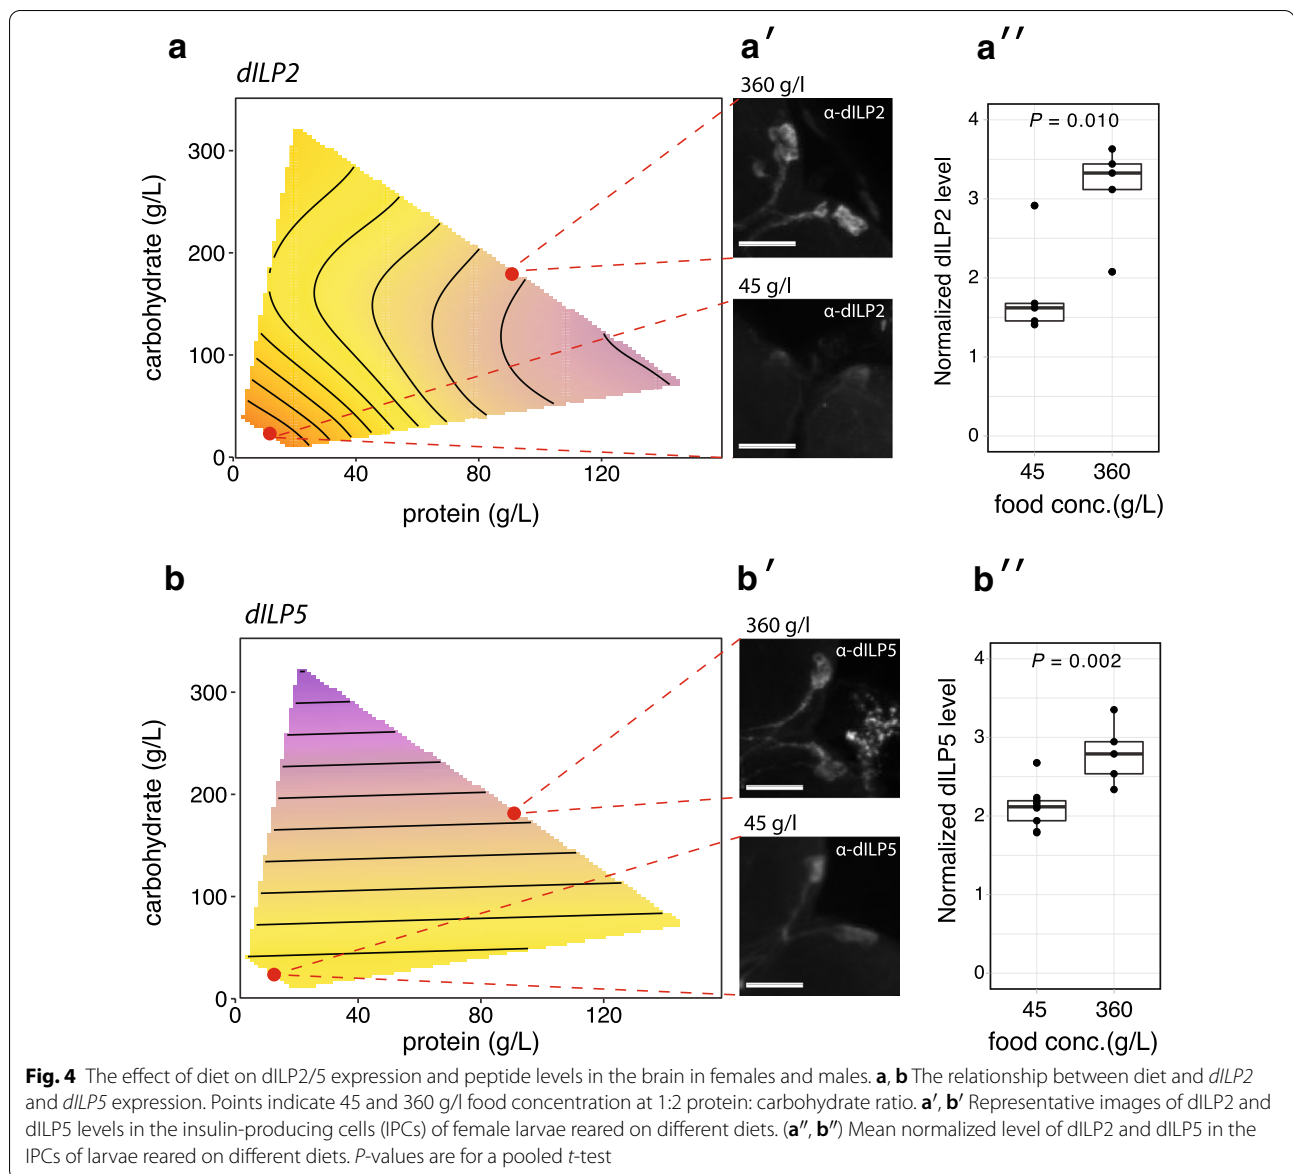 a
dILP2
carbohydrate (g/L)
300
200
100
0
0 40 80 120
protein (g/L)
a′
360 g/l
α-dILP2
45 g/l
α-dILP2
a′′
Normalized dILP2 level
4
3
2
1
0
P = 0.010
45 360
food conc.(g/L)
b
dILP5
carbohydrate (g/L)
300
200
100
0
0 40 80 120
protein (g/L)
b′
360 g/l
α-dILP5
45 g/l
α-dILP5
b′′
Normalized dILP5 level
4
3
2
1
0
P = 0.002
45 360
food conc.(g/L)
Fig. 4 The effect of diet on dILP2/5 expression and peptide levels in the brain in females and males. a, b The relationship between diet and dILP2
and dILP5 expression. Points indicate 45 and 360 g/l food concentration at 1:2 protein: carbohydrate ratio. a′, b′ Representative images of dILP2 and
dILP5 levels in the insulin-producing cells (IPCs) of female larvae reared on different diets. (a″, b″) Mean normalized level of dILP2 and dILP5 in the
IPCs of larvae reared on different diets. P-values are for a pooled t-test